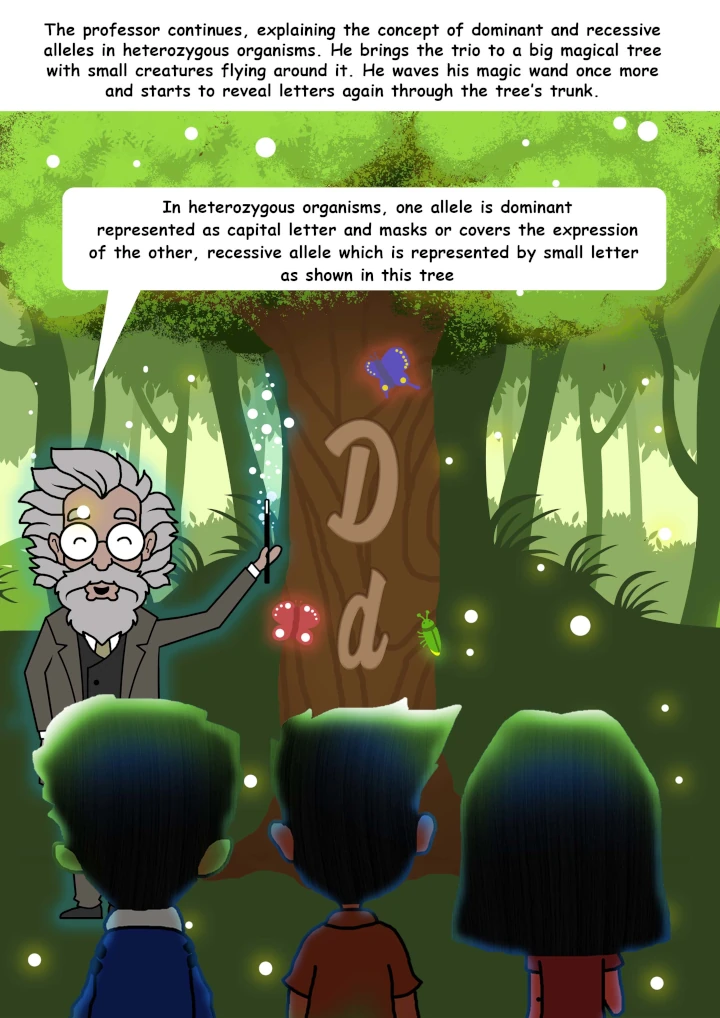 The professor continues, explaining the concept of dominant and recessive
alleles in heterozygous organisms. He brings the trio to a big magical tree
with small creatures flying around it. He waves his magic wand once more
and starts to reveal letters again through the tree's trunk.
In heterozygous organisms, one allele is dominant
represented as capital letter and masks or covers the expression
of the other, recessive allele which is represented by small letter
as shown in this tree
D
d